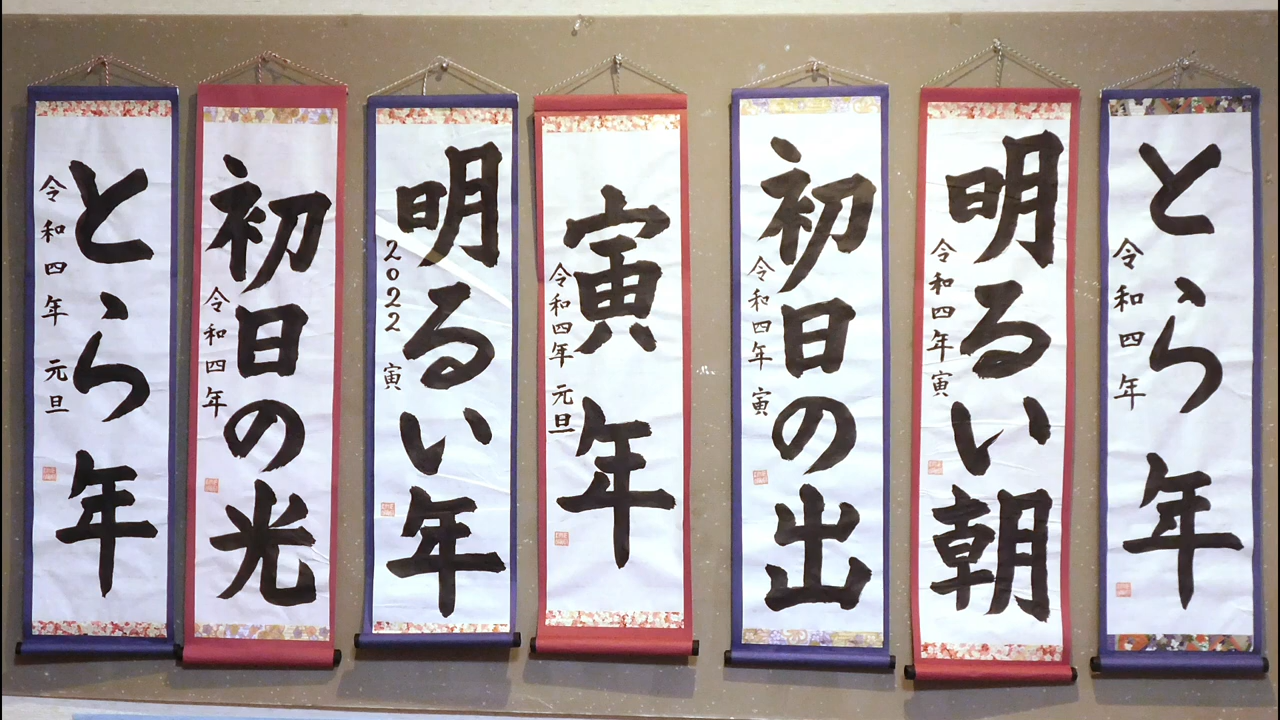 とら年
令和四年 元旦
初日の光
令和四年
明るい年
2022 寅
寅年
令和四年 元旦
初日の出
令和四年 寅
明るい朝
令和四年寅
とら年
令和四年